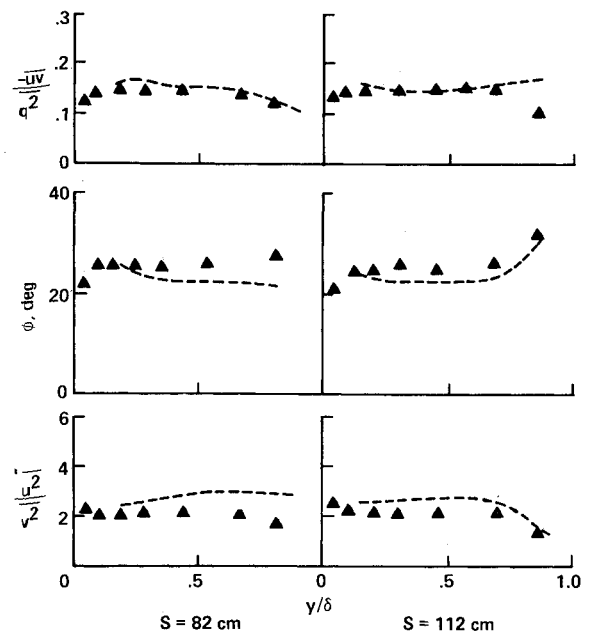 .3
.2
.1
0
-uv
q2
40
20
0
φ, deg
6
4
2
u2
v2
0
.5
0
.5
1.0
y/δ
S = 82 cm
S = 112 cm